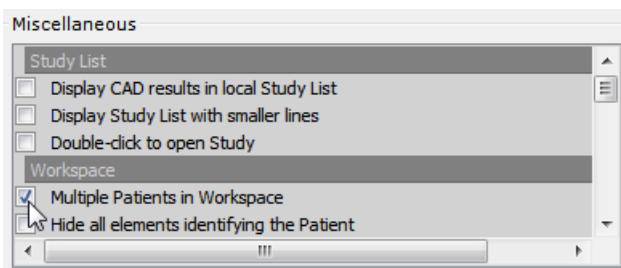 Miscellaneous
Study List
Display CAD results in local Study List
Display Study List with smaller lines
Double-click to open Study
Workspace
Multiple Patients in Workspace
Hide all elements identifying the Patient